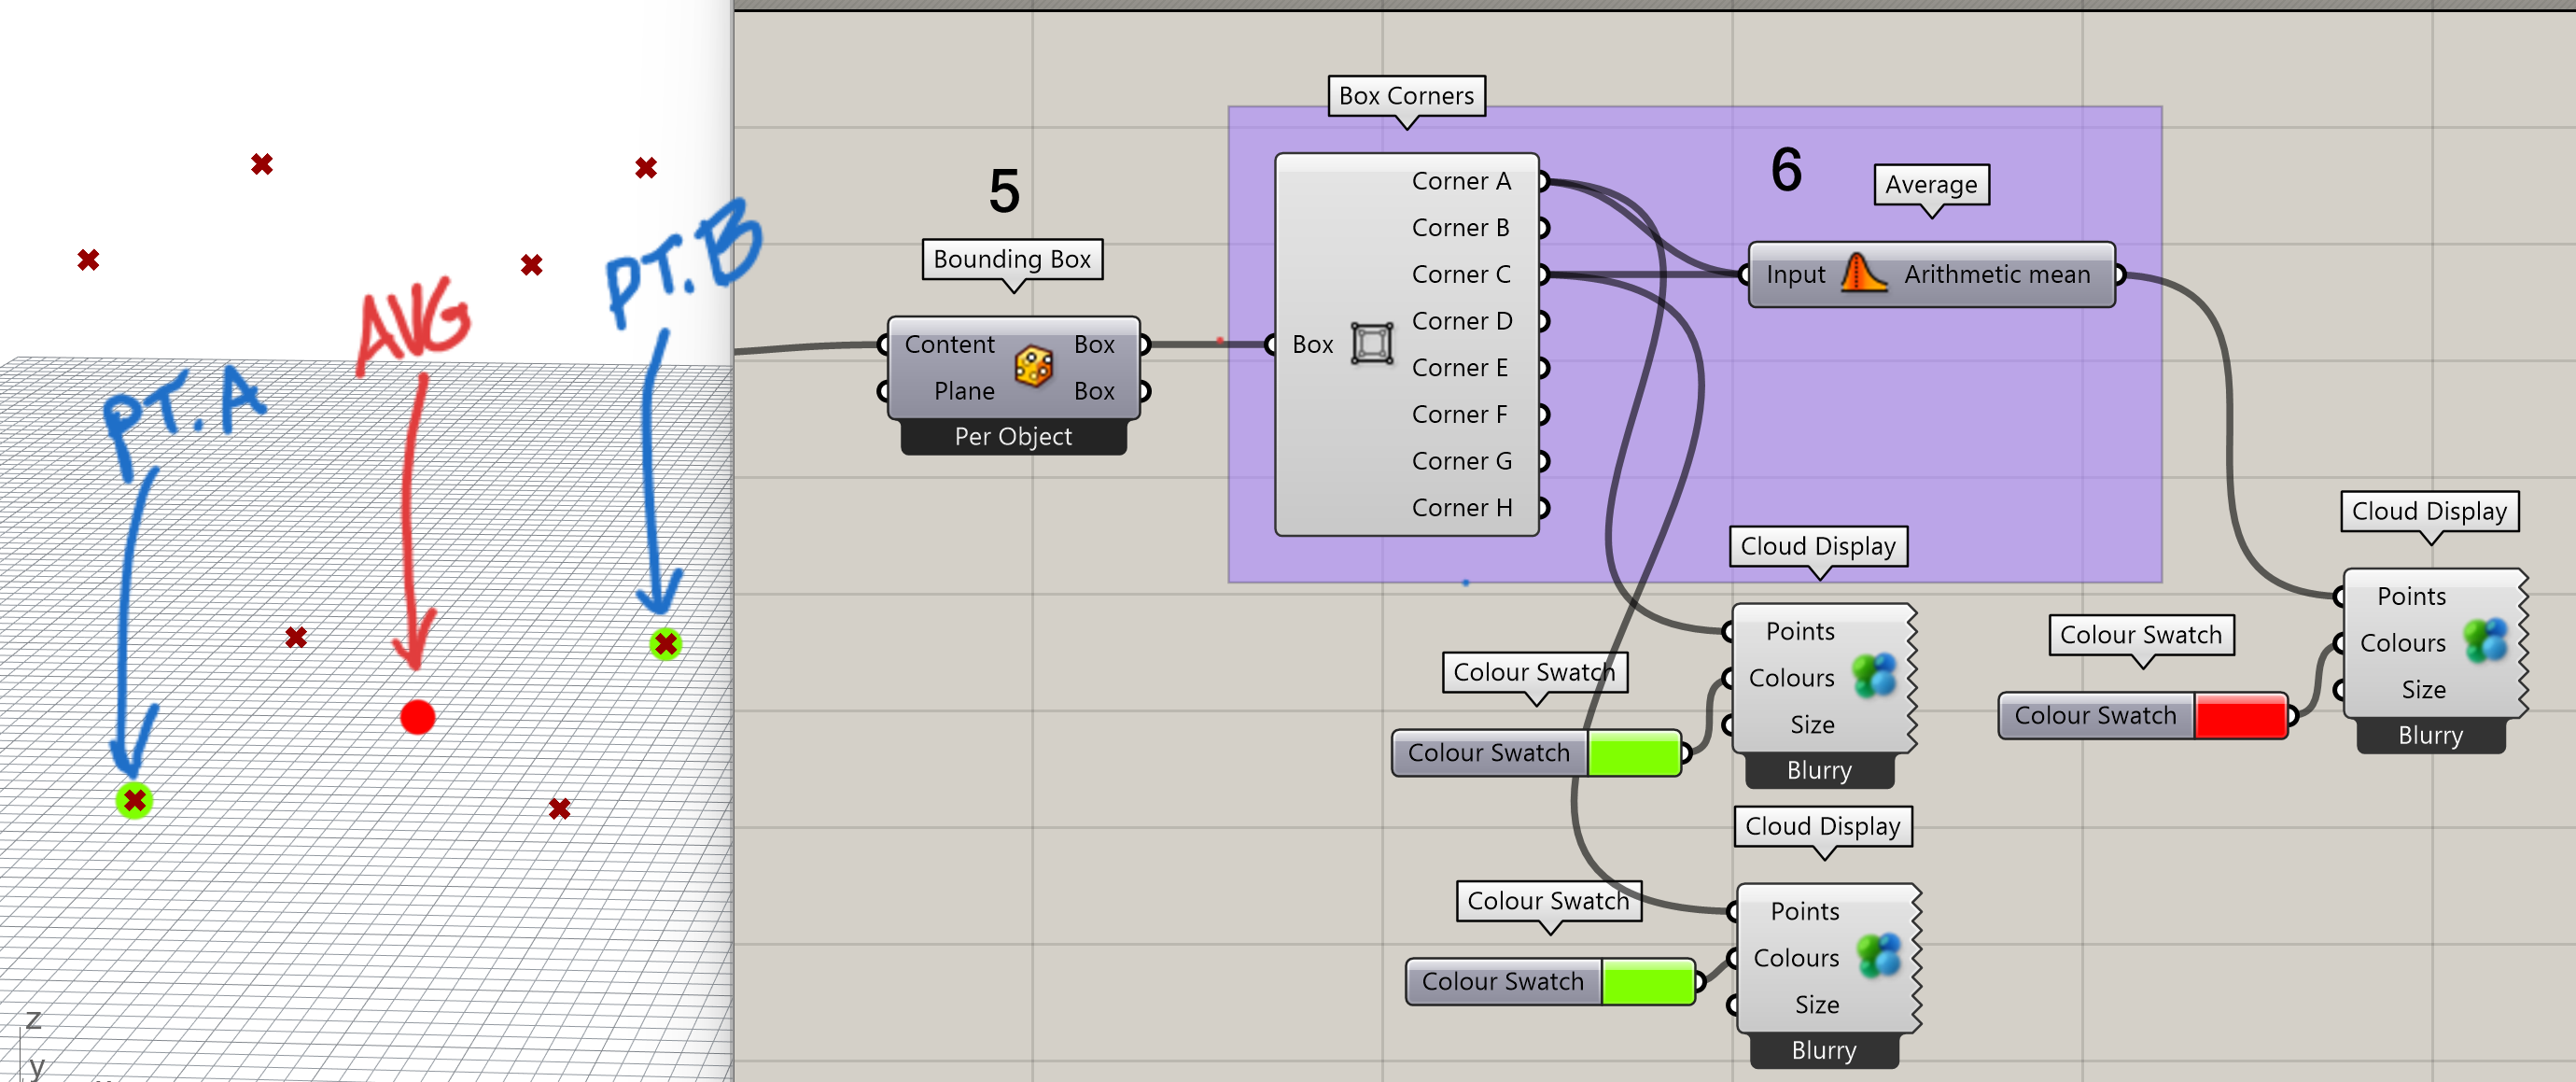 PT. A
AVG
PT. B
z
y
5
Bounding Box
Content
Plane
Box
Box
Per Object
Box Corners
Box
Corner A
Corner B
Corner C
Corner D
Corner E
Corner F
Corner G
Corner H
6
Average
Input
Arithmetic mean
Cloud Display
Points
Colours
Size
Blurry
Colour Swatch
Colour Swatch
Cloud Display
Points
Colours
Size
Blurry
Colour Swatch
Colour Swatch
Colour Swatch
Colour Swatch
Cloud Display
Points
Colours
Size
Blurry